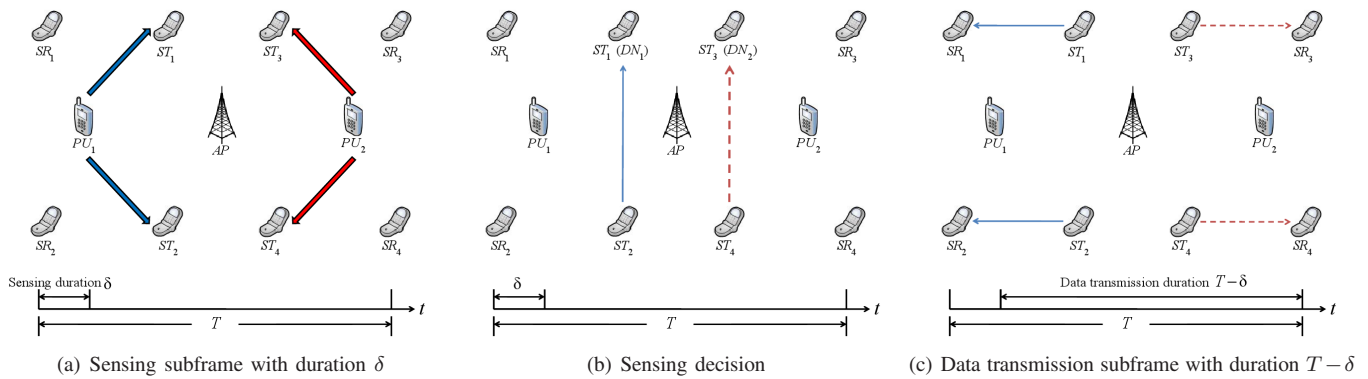 SR₁
ST₁
ST₃
SR₃
PU₁
AP
PU₂
SR₂
ST₂
ST₄
SR₄
Sensing duration δ
t
T
(a) Sensing subframe with duration δ
SR₁
ST₁ (DN₁)
ST₃ (DN₂)
SR₃
PU₁
AP
PU₂
SR₂
ST₂
ST₄
SR₄
δ
t
T
(b) Sensing decision
SR₁
ST₁
ST₃
SR₃
PU₁
AP
PU₂
SR₂
ST₂
ST₄
SR₄
Data transmission duration T−δ
t
T
(c) Data transmission subframe with duration T − δ